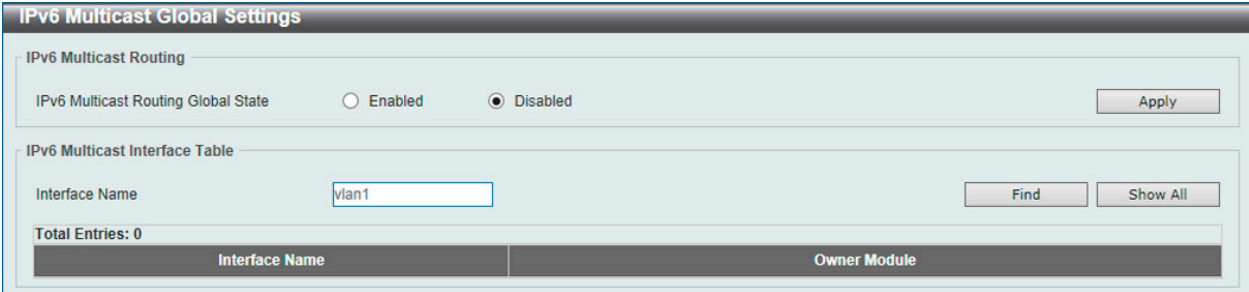 IPv6 Multicast Global Settings
IPv6 Multicast Routing
IPv6 Multicast Routing Global State Enabled Disabled Apply
IPv6 Multicast Interface Table
Interface Name vlan1 Find Show All
Total Entries: 0
Interface Name Owner Module